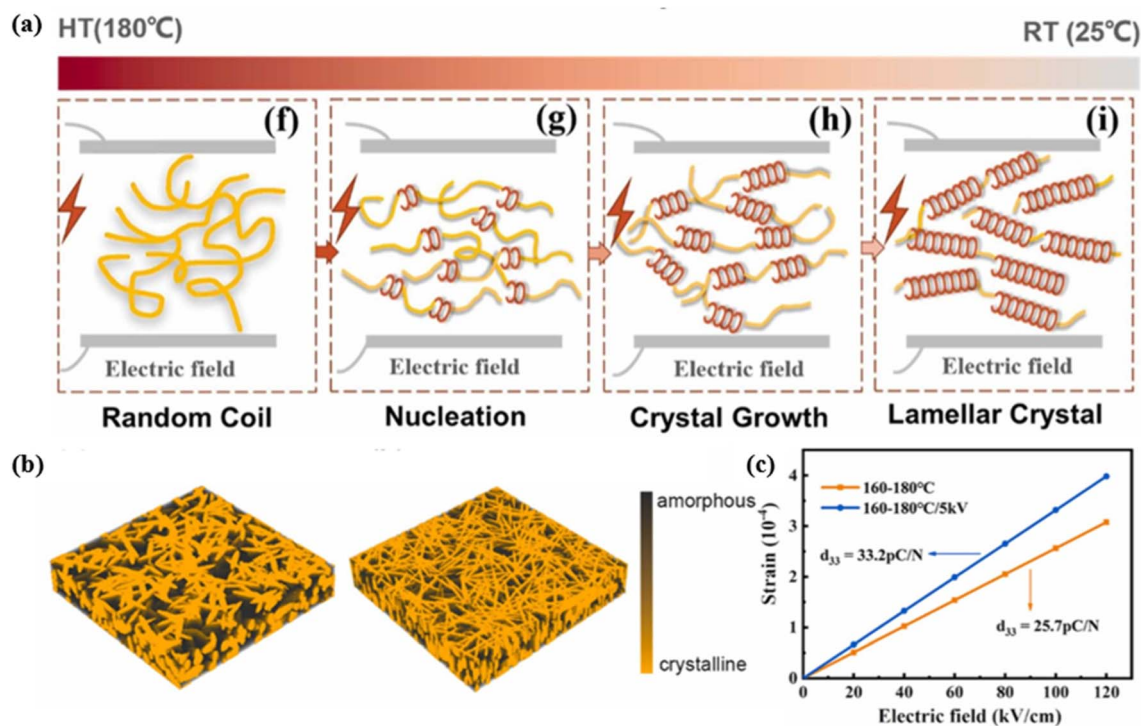 (a)
HT(180℃)
RT (25℃)
(f)
(g)
(h)
(i)
Electric field
Electric field
Electric field
Electric field
Random Coil
Nucleation
Crystal Growth
Lamellar Crystal
(b)
amorphous
crystalline
(c)
4
3
2
1
0
Strain (10⁻⁴)
160-180℃
160-180℃/5kV
d₃₃ = 33.2pC/N
d₃₃ = 25.7pC/N
0 20 40 60 80 100 120
Electric field (kV/cm)